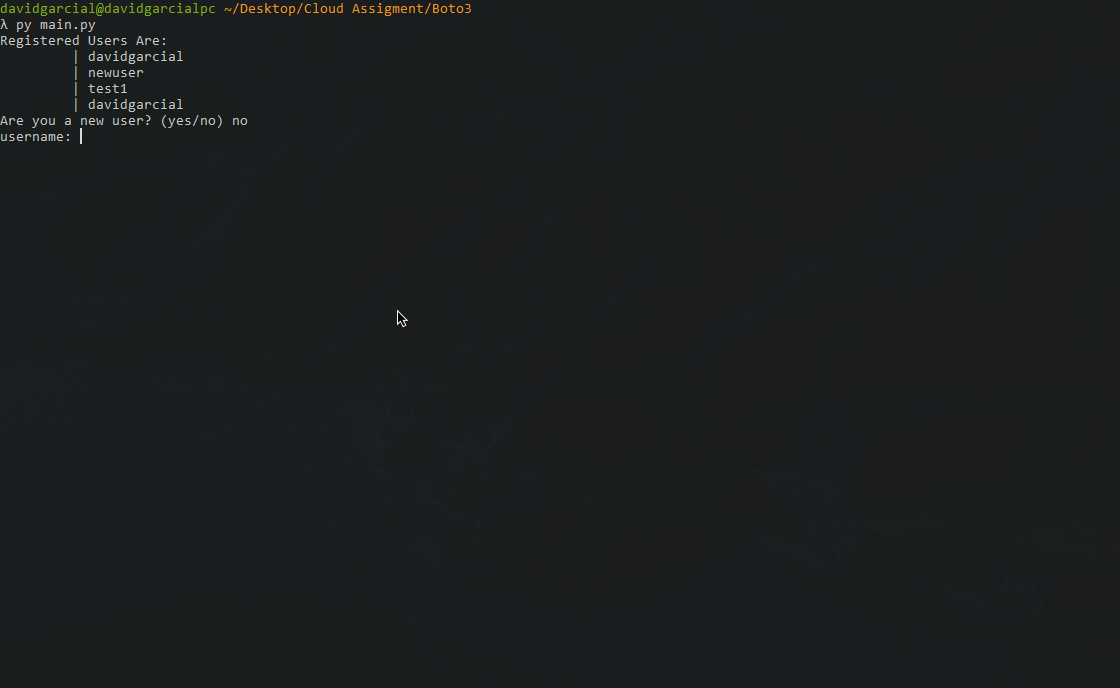 davidgarcial@davidgarcialpc ~/Desktop/Cloud Assigment/Boto3
λ py main.py
Registered Users Are:
| davidgarcial
| newuser
| test1
| davidgarcial
Are you a new user? (yes/no) no
username: